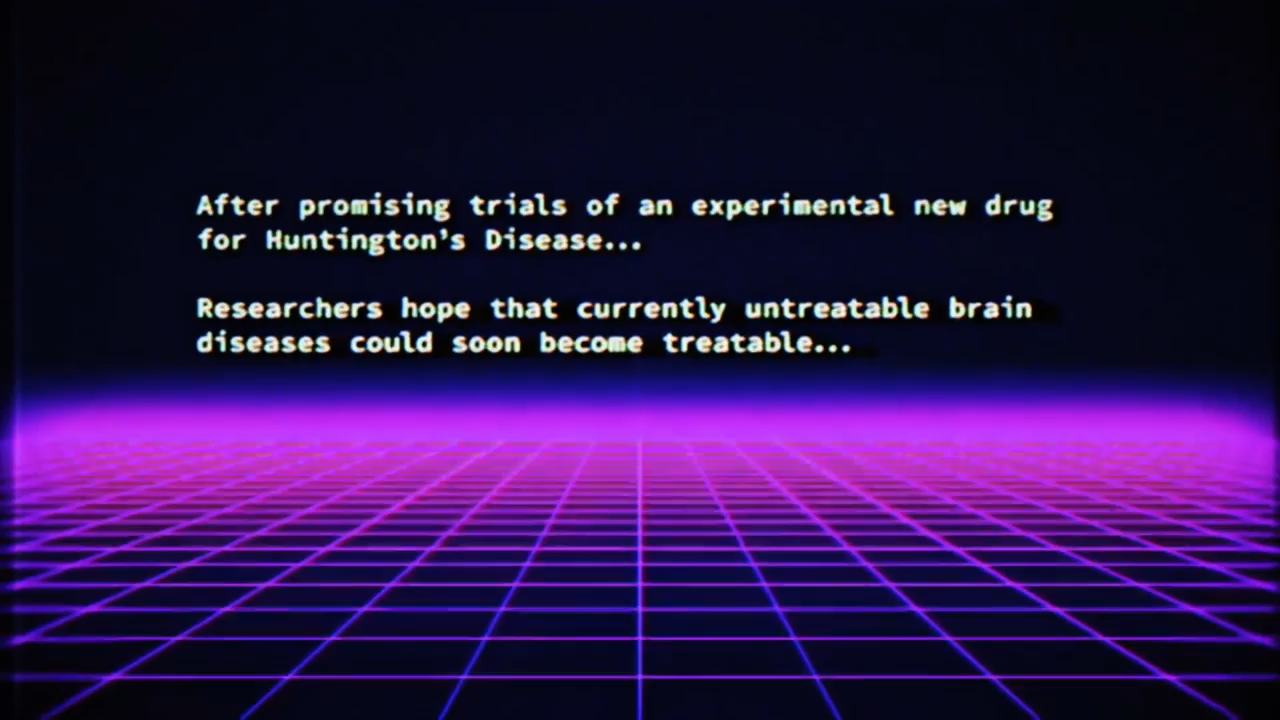 After promising trials of an experimental new drug
for Huntington’s Disease...
Researchers hope that currently untreatable brain
diseases could soon become treatable...